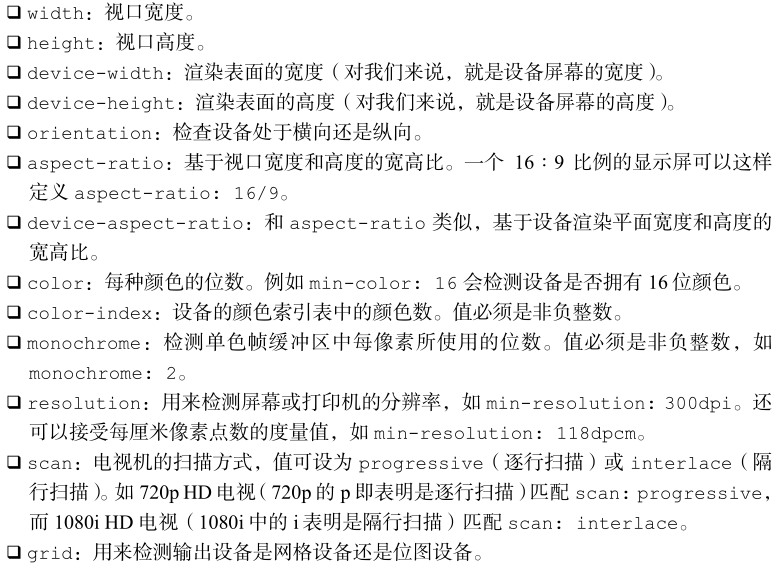 ❑ width：视口宽度。
❑ height：视口高度。
❑ device-width：渲染表面的宽度（对我们来说，就是设备屏幕的宽度）。
❑ device-height：渲染表面的高度（对我们来说，就是设备屏幕的高度）。
❑ orientation：检查设备处于横向还是纵向。
❑ aspect-ratio：基于视口宽度和高度的宽高比。一个 16∶9 比例的显示屏可以这样
定义 aspect-ratio: 16/9。
❑ device-aspect-ratio：和 aspect-ratio 类似，基于设备渲染平面宽度和高度的
宽高比。
❑ color：每种颜色的位数。例如 min-color: 16 会检测设备是否拥有 16 位颜色。
❑ color-index：设备的颜色索引表中的颜色数。值必须是非负整数。
❑ monochrome：检测单色帧缓冲区中每像素所使用的位数。值必须是非负整数，如
monochrome: 2。
❑ resolution：用来检测屏幕或打印机的分辨率，如 min-resolution: 300dpi。还
可以接受每厘米像素点数的度量值，如 min-resolution: 118dpcm。
❑ scan：电视机的扫描方式，值可设为 progressive（逐行扫描）或 interlace（隔
行扫描）。如 720p HD 电视（720p 的 p 即表明是逐行扫描）匹配 scan: progressive，
而 1080i HD 电视（1080i 中的 i 表明是隔行扫描）匹配 scan: interlace。
❑ grid：用来检测输出设备是网格设备还是位图设备。